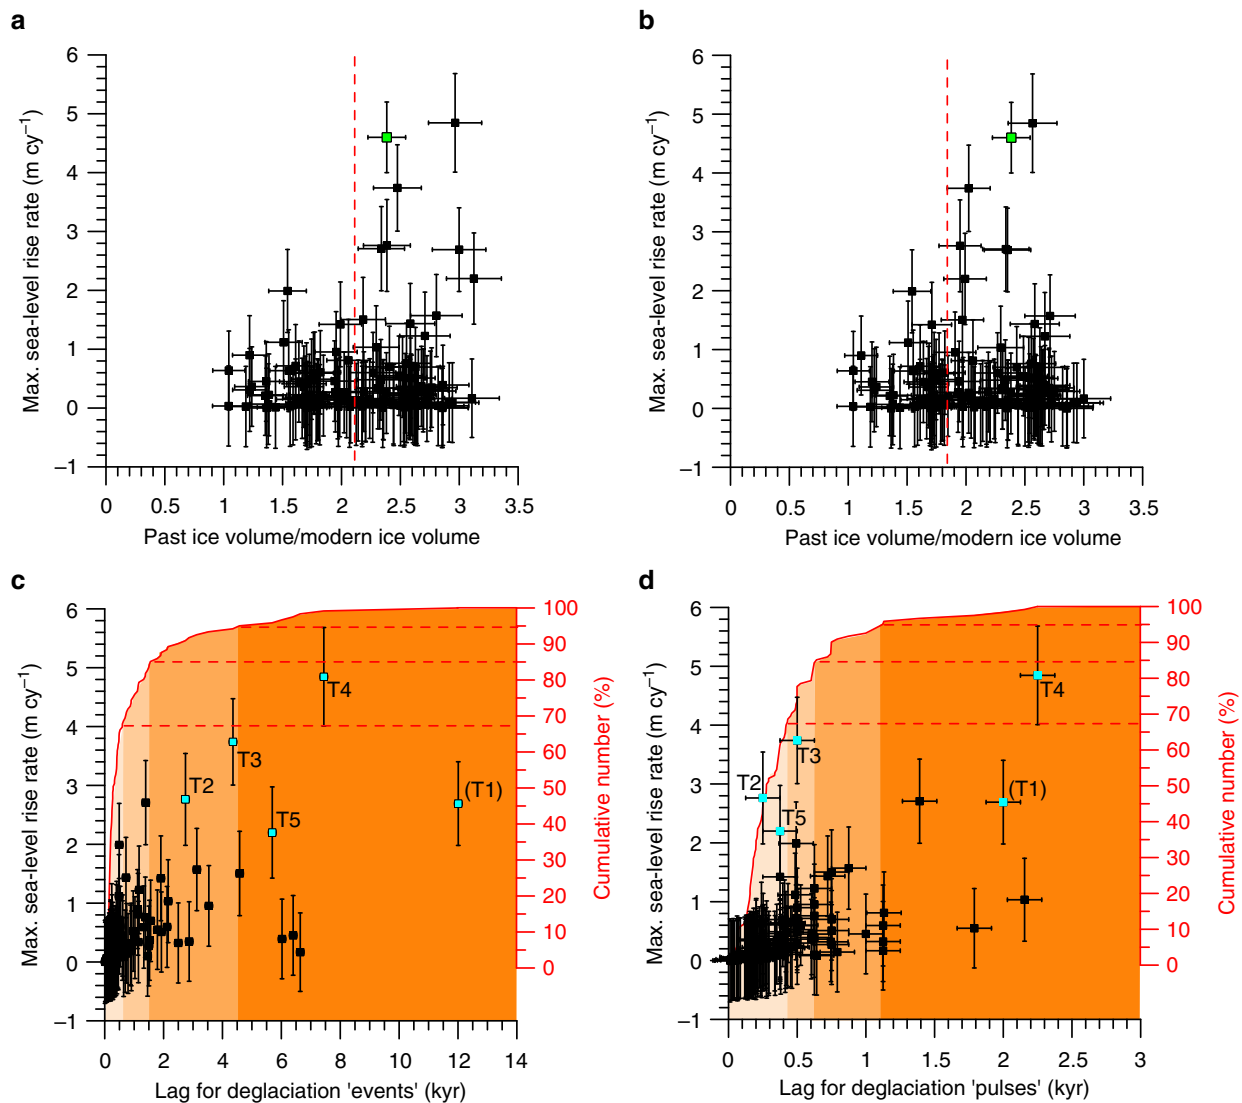 a
6
5
4
3
2
1
0
−1
Max. sea-level rise rate (m cy⁻¹)
0 0.5 1 1.5 2 2.5 3 3.5
Past ice volume/modern ice volume
b
6
5
4
3
2
1
0
−1
Max. sea-level rise rate (m cy⁻¹)
0 0.5 1 1.5 2 2.5 3 3.5
Past ice volume/modern ice volume
c
6
5
4
3
2
1
0
−1
Max. sea-level rise rate (m cy⁻¹)
T4
T3
T2
(T1)
T5
100
90
80
70
60
50
40
30
20
10
0
Cumulative number (%)
0 2 4 6 8 10 12 14
Lag for deglaciation 'events' (kyr)
d
6
5
4
3
2
1
0
−1
Max. sea-level rise rate (m cy⁻¹)
T4
T3
T2
(T1)
T5
100
90
80
70
60
50
40
30
20
10
0
Cumulative number (%)
0 0.5 1 1.5 2 2.5 3
Lag for deglaciation 'pulses' (kyr)